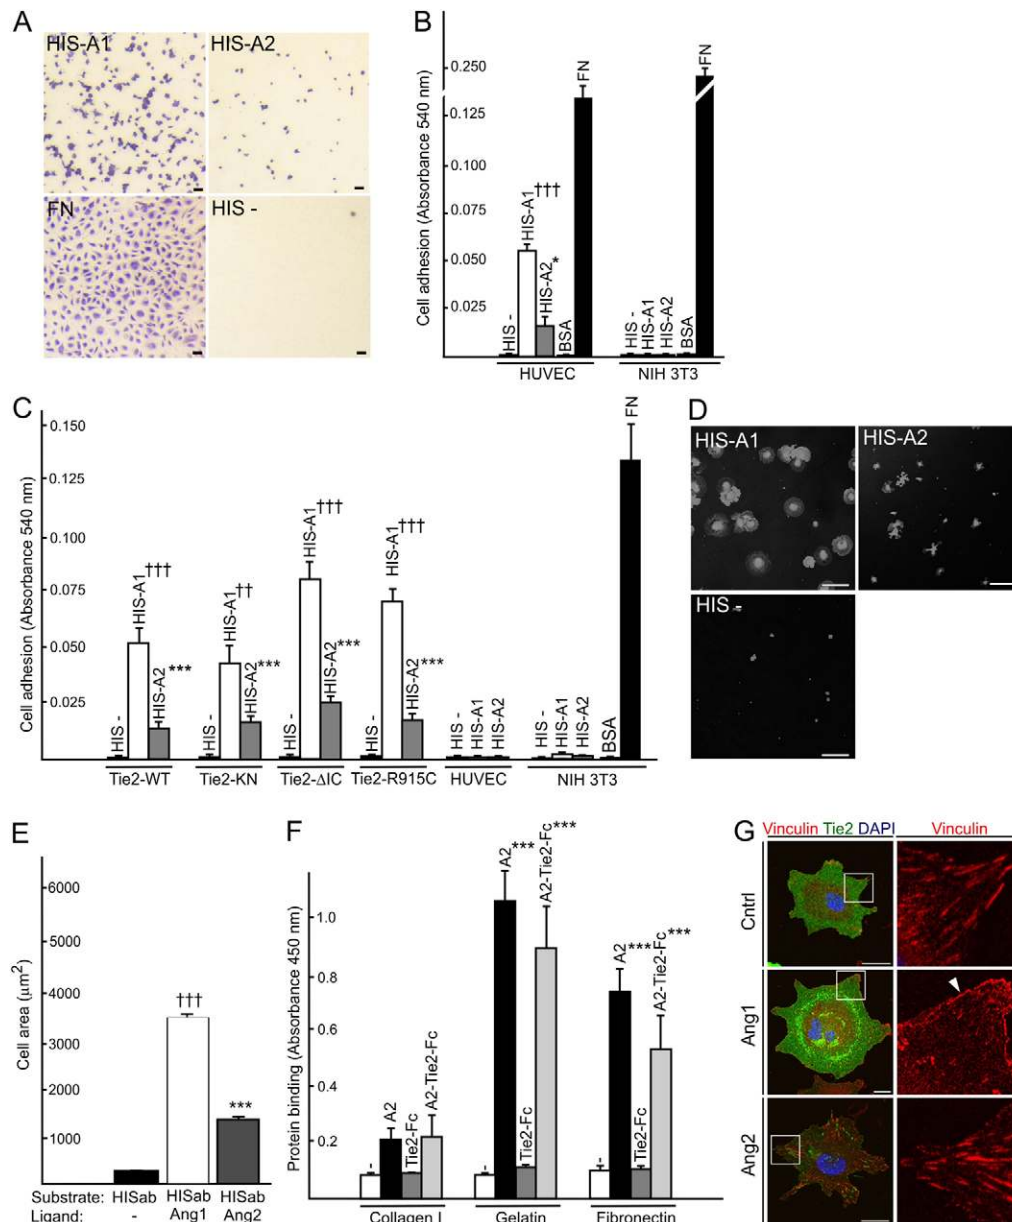 A
HIS-A1
HIS-A2
FN
HIS -
B
Cell adhesion (Absorbance 540 nm)
0.250
0.100
0.075
0.050
0.025
HIS -
HIS-A1†††
HIS-A2*
BSA
FN
HIS -
HIS-A1
HIS-A2
BSA
FN
HUVEC
NIH 3T3
C
Cell adhesion (Absorbance 540 nm)
0.150
0.125
0.100
0.075
0.050
0.025
HIS -
HIS-A1†††
HIS-A2***
HIS -
HIS-A1††
HIS-A2***
HIS -
HIS-A1†††
HIS-A2***
HIS -
HIS-A1†††
HIS-A2***
HIS -
HIS-A1
HIS-A2
HIS -
HIS-A1
HIS-A2
BSA
FN
Tie2-WT
Tie2-KN
Tie2-ΔIC
Tie2-R915C
HUVEC
NIH 3T3
D
HIS-A1
HIS-A2
HIS -
E
Cell area (µm²)
6000
5000
4000
3000
2000
1000
†††
***
Substrate: HISab HISab HISab
Ligand: - Ang1 Ang2
F
Protein binding (Absorbance 450 nm)
1.0
0.8
0.6
0.4
0.2
-
A2
Tie2-Fc
A2-Tie2-Fc
-
A2***
Tie2-Fc
A2-Tie2-Fc***
-
A2***
Tie2-Fc
A2-Tie2-Fc***
Collagen I
Gelatin
Fibronectin
G
Vinculin Tie2 DAPI
Vinculin
Cntrl
Ang1
Ang2